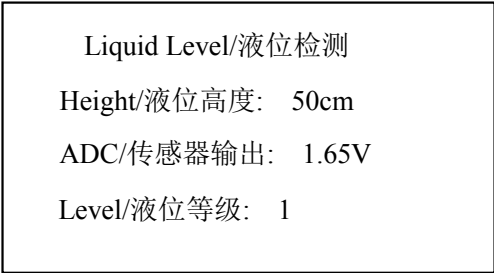 Liquid Level/液位检测
Height/液位高度: 50cm
ADC/传感器输出: 1.65V
Level/液位等级: 1